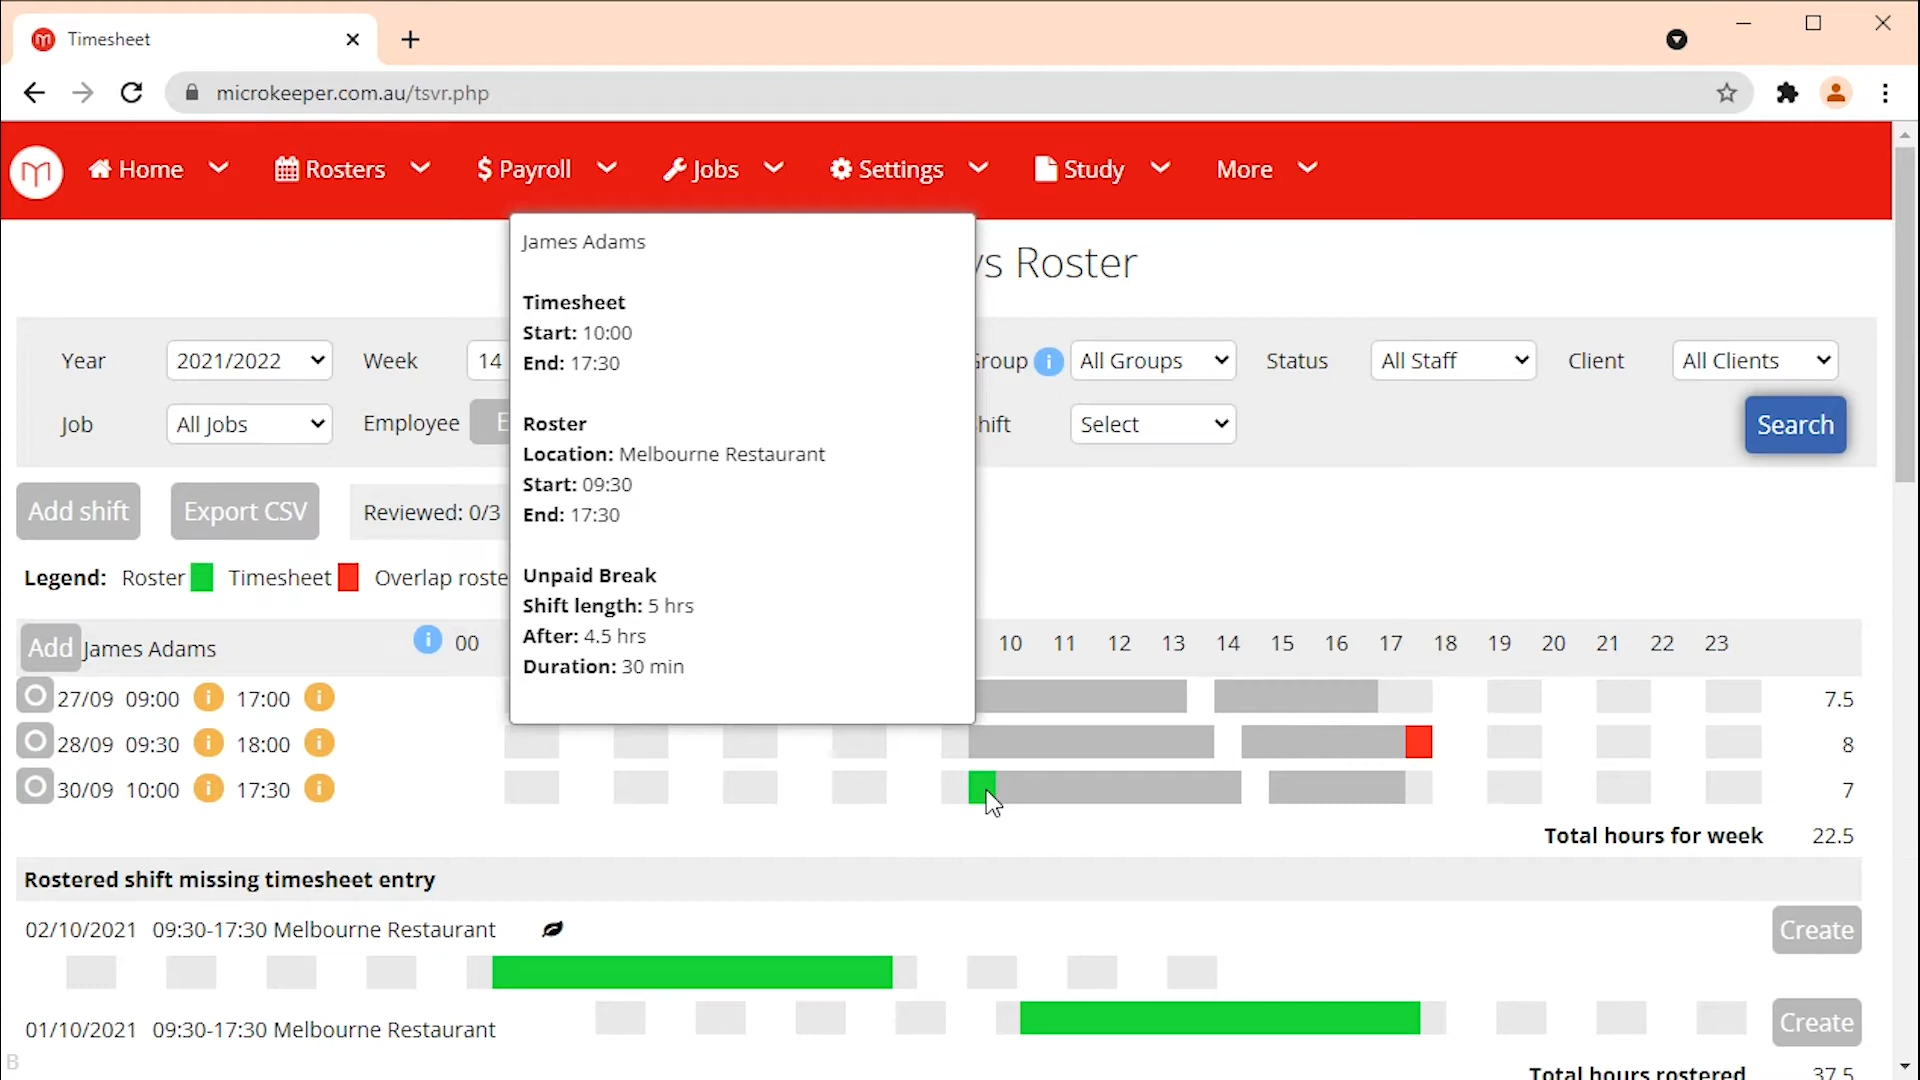 Timesheet
microkeeper.com.au/tsvr.php
Home Rosters $ Payroll Jobs Settings Study More
vs Roster
Year 2021/2022 Week 14 Group i All Groups Status All Staff Client All Clients
Job All Jobs Employee E Shift Select Search
Add shift Export CSV Reviewed: 0/3
Legend: Roster Timesheet Overlap roste
James Adams
Timesheet
Start: 10:00
End: 17:30
Roster
Location: Melbourne Restaurant
Start: 09:30
End: 17:30
Unpaid Break
Shift length: 5 hrs
After: 4.5 hrs
Duration: 30 min
Add James Adams i 00 10 11 12 13 14 15 16 17 18 19 20 21 22 23
27/09 09:00 i 17:00 i 7.5
28/09 09:30 i 18:00 i 8
30/09 10:00 i 17:30 i 7
Total hours for week 22.5
Rostered shift missing timesheet entry
02/10/2021 09:30-17:30 Melbourne Restaurant Create
01/10/2021 09:30-17:30 Melbourne Restaurant Create
B
Total hours rostered 37.5